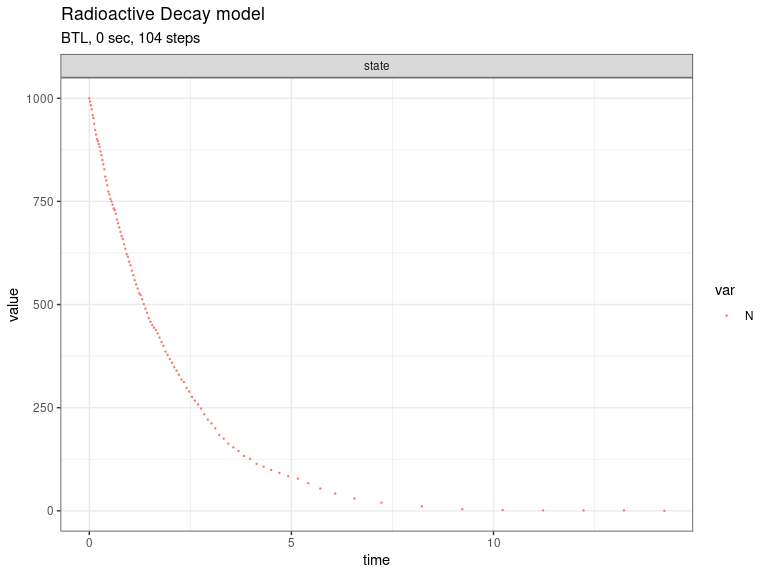 Radioactive Decay model
BTL, 0 sec, 104 steps
state
1000
750
500
250
0
value
0
5
10
time
var
N